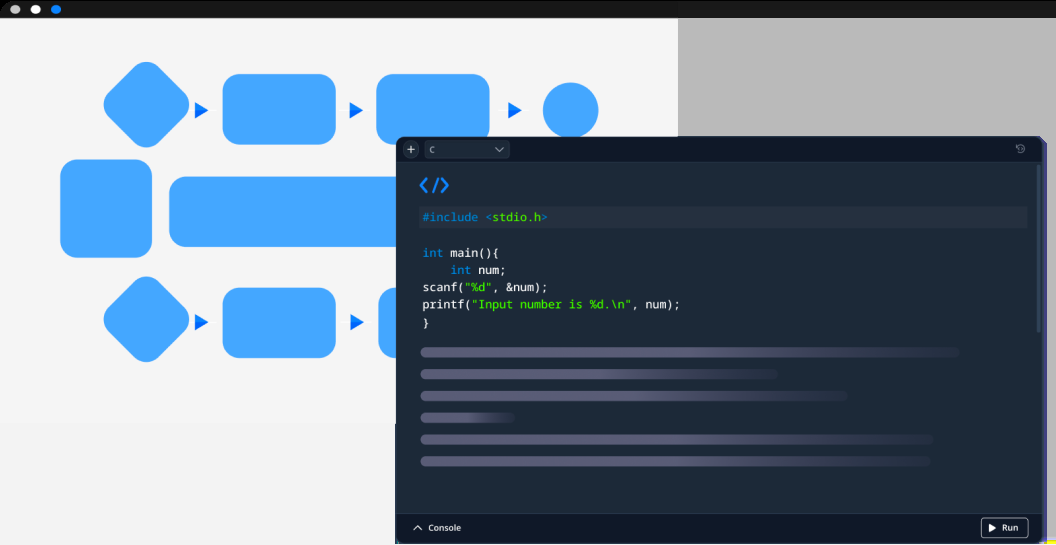 C
</>
#include <stdio.h>
int main(){
    int num;
scanf("%d", &num);
printf("Input number is %d.\n", num);
}
Console
Run